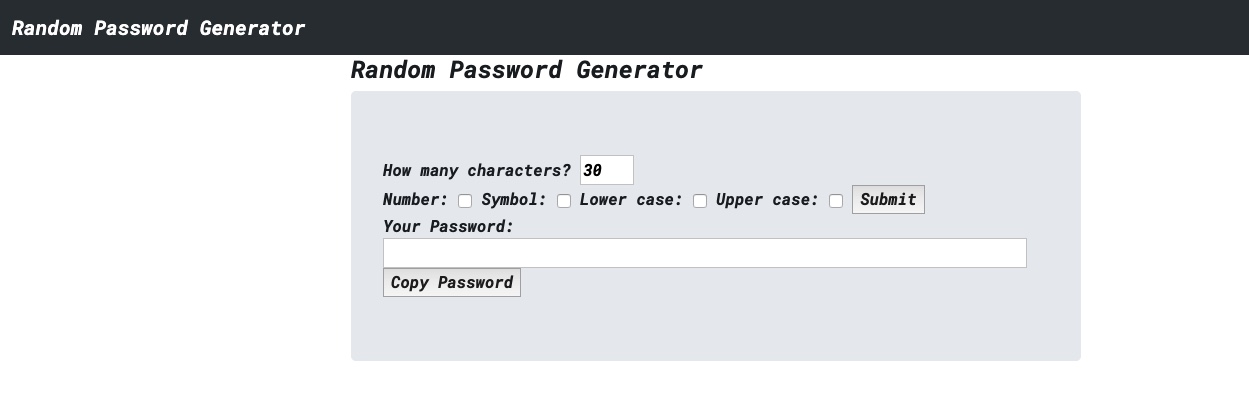 Random Password Generator
Random Password Generator
How many characters? 30
Number: Symbol: Lower case: Upper case: Submit
Your Password:
Copy Password